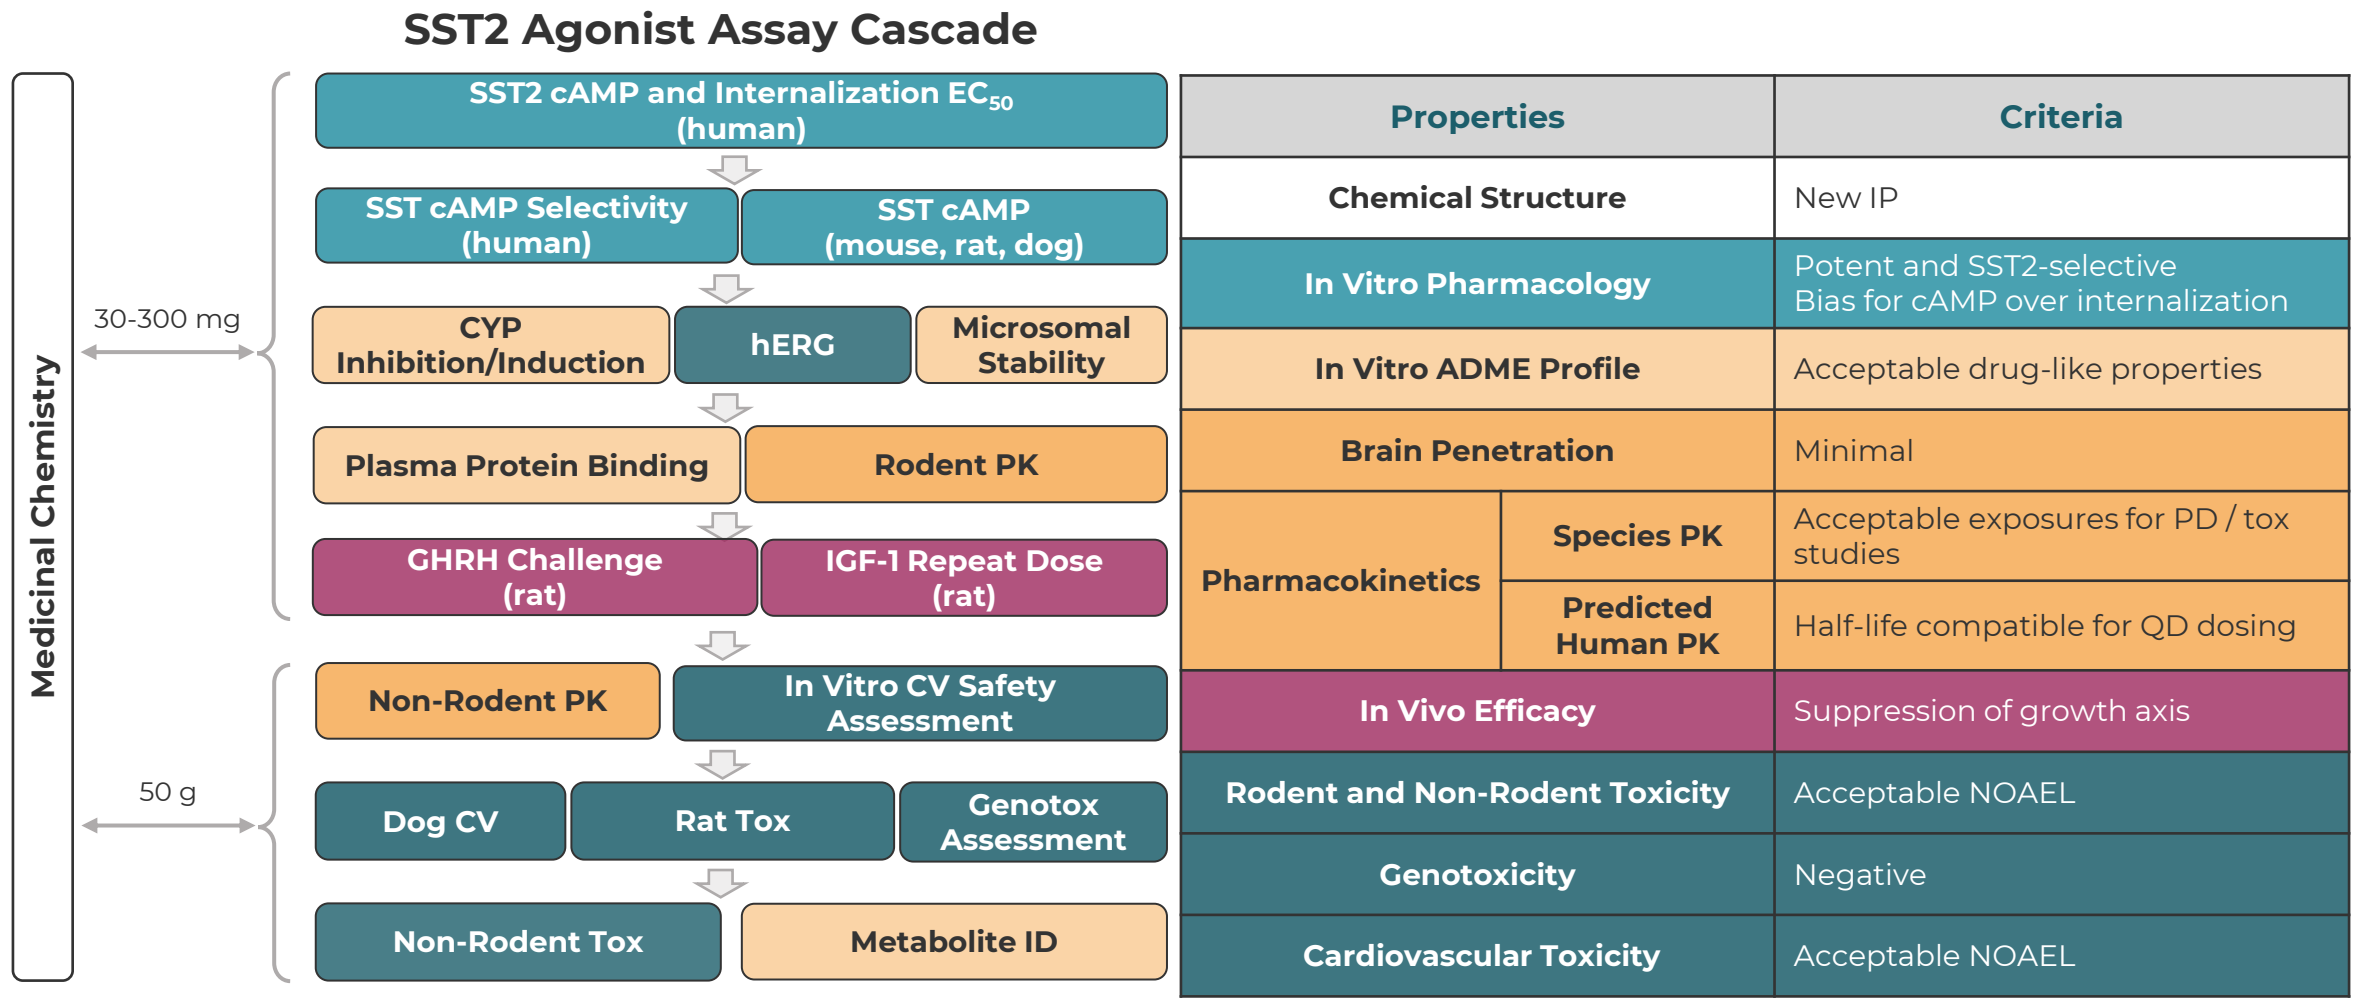 SST2 Agonist Assay Cascade
Medicinal Chemistry
30-300 mg
50 g
SST2 cAMP and Internalization EC50
(human)
SST cAMP Selectivity
(human)
SST cAMP
(mouse, rat, dog)
CYP
Inhibition/Induction
hERG
Microsomal
Stability
Plasma Protein Binding
Rodent PK
GHRH Challenge
(rat)
IGF-1 Repeat Dose
(rat)
Non-Rodent PK
In Vitro CV Safety
Assessment
Dog CV
Rat Tox
Genotox
Assessment
Non-Rodent Tox
Metabolite ID
Properties
Criteria
Chemical Structure
New IP
In Vitro Pharmacology
Potent and SST2-selective
Bias for cAMP over internalization
In Vitro ADME Profile
Acceptable drug-like properties
Brain Penetration
Minimal
Pharmacokinetics
Species PK
Acceptable exposures for PD / tox
studies
Predicted
Human PK
Half-life compatible for QD dosing
In Vivo Efficacy
Suppression of growth axis
Rodent and Non-Rodent Toxicity
Acceptable NOAEL
Genotoxicity
Negative
Cardiovascular Toxicity
Acceptable NOAEL